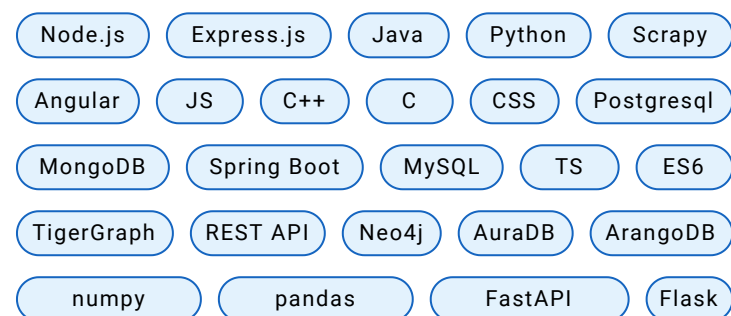 Node.js Express.js Java Python Scrapy
Angular JS C++ C CSS Postgresql
MongoDB Spring Boot MySQL TS ES6
TigerGraph REST API Neo4j AuraDB ArangoDB
numpy pandas FastAPI Flask